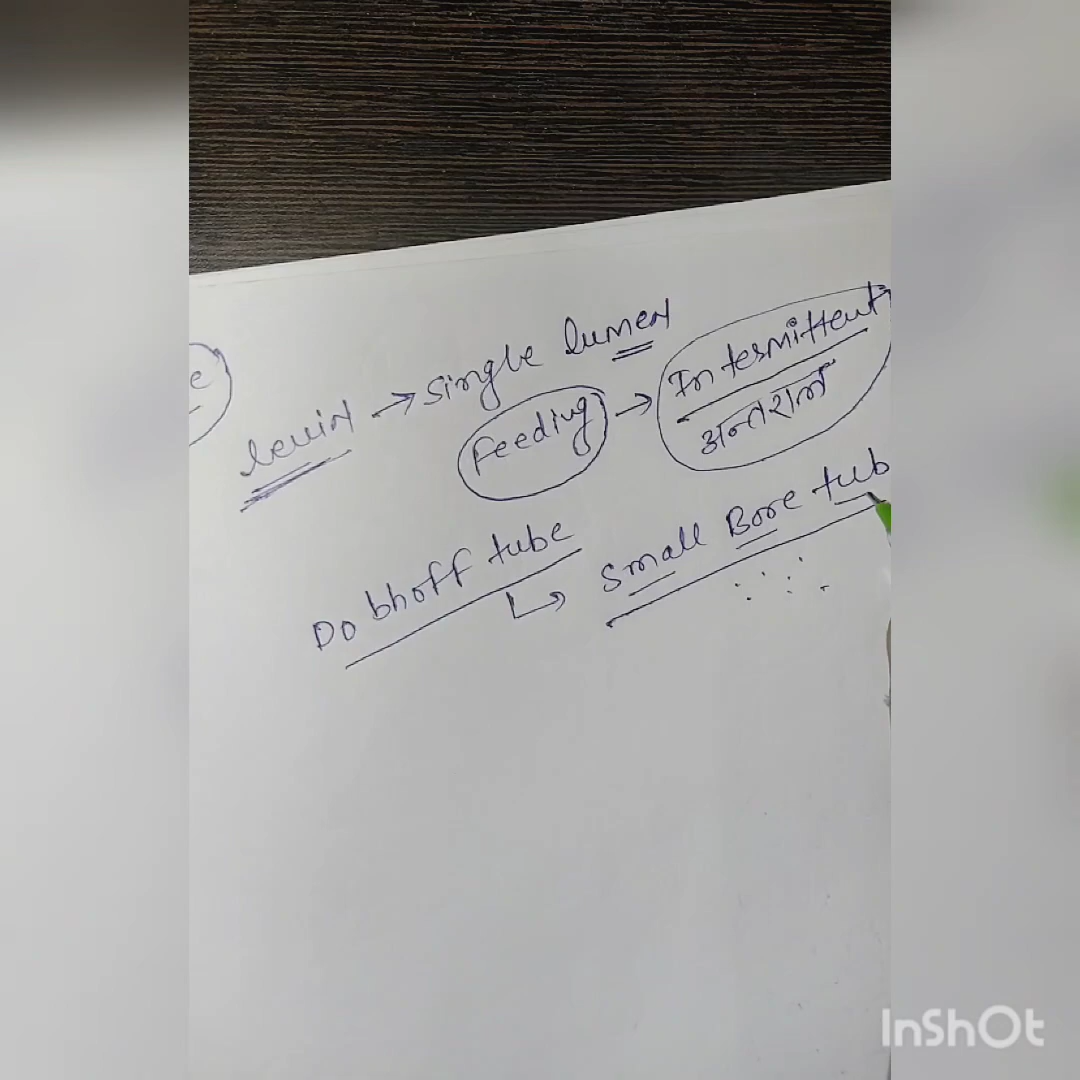 e
Levin → Single lumen
Feeding → Intermittent
अन्तराल
Dobhoff tube
↳ Small Bore tub
InShOt